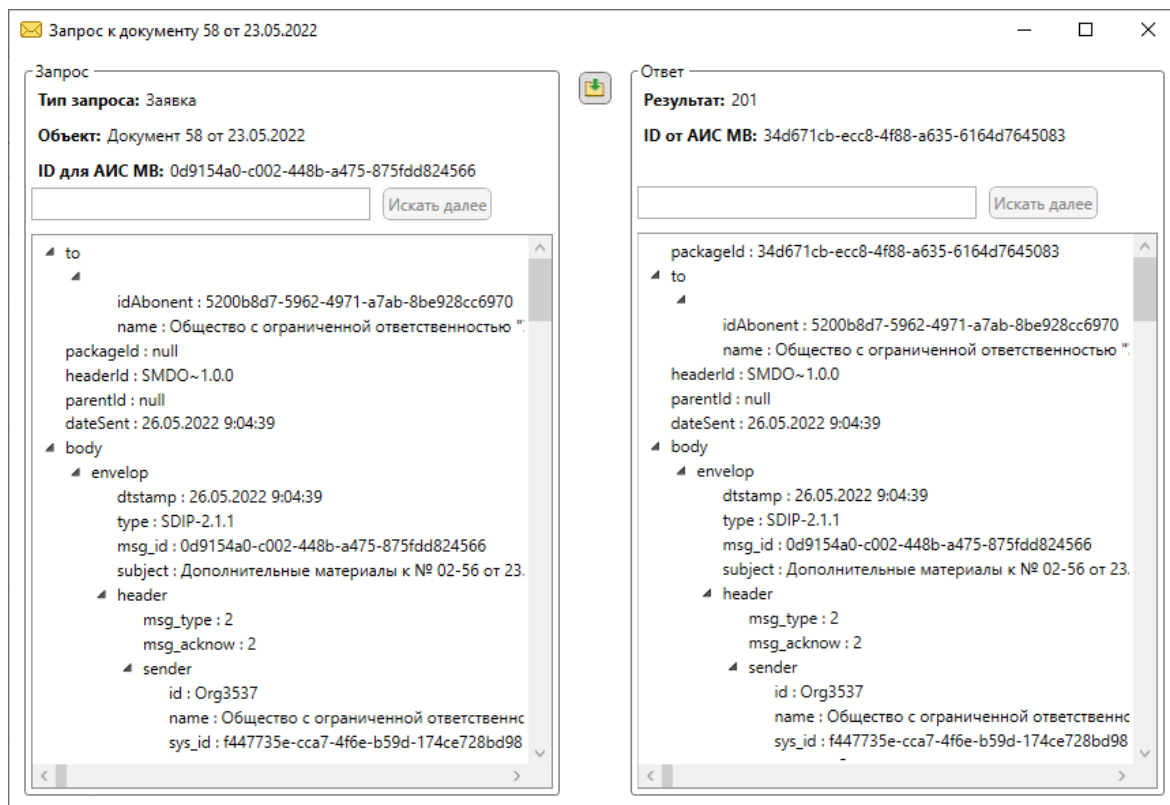 Запрос к документу 58 от 23.05.2022
Запрос
Тип запроса: Заявка
Объект: Документ 58 от 23.05.2022
ID для АИС МВ: 0d9154a0-c002-448b-a475-875fdd824566
Искать далее
to
idAbonent : 5200b8d7-5962-4971-a7ab-8be928cc6970
name : Общество с ограниченной ответственностью "
packageId : null
headerId : SMDO~1.0.0
parentId : null
dateSent : 26.05.2022 9:04:39
body
envelop
dtstamp : 26.05.2022 9:04:39
type : SDIP-2.1.1
msg_id : 0d9154a0-c002-448b-a475-875fdd824566
subject : Дополнительные материалы к № 02-56 от 23.
header
msg_type : 2
msg_acknow : 2
sender
id : Org3537
name : Общество с ограниченной ответственнс
sys_id : f447735e-cca7-4f6e-b59d-174ce728bd98
Ответ
Результат: 201
ID от АИС МВ: 34d671cb-ecc8-4f88-a635-6164d7645083
Искать далее
packageId : 34d671cb-ecc8-4f88-a635-6164d7645083
to
idAbonent : 5200b8d7-5962-4971-a7ab-8be928cc6970
name : Общество с ограниченной ответственностью "
headerId : SMDO~1.0.0
parentId : null
dateSent : 26.05.2022 9:04:39
body
envelop
dtstamp : 26.05.2022 9:04:39
type : SDIP-2.1.1
msg_id : 0d9154a0-c002-448b-a475-875fdd824566
subject : Дополнительные материалы к № 02-56 от 23.
header
msg_type : 2
msg_acknow : 2
sender
id : Org3537
name : Общество с ограниченной ответственнс
sys_id : f447735e-cca7-4f6e-b59d-174ce728bd98